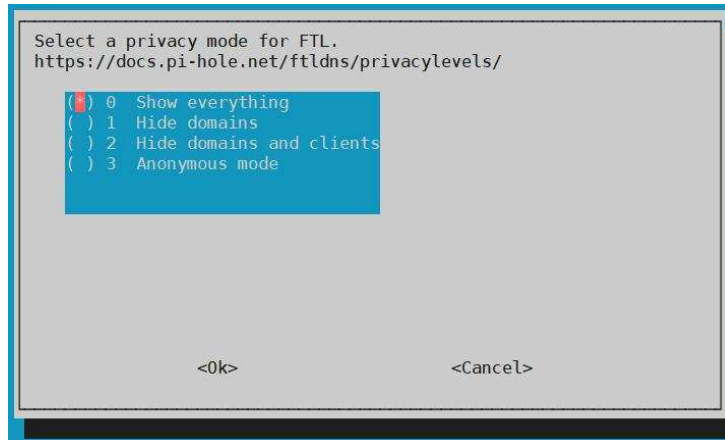 Select a privacy mode for FTL.
https://docs.pi-hole.net/ftldns/privacylevels/
(*) 0 Show everything
( ) 1 Hide domains
( ) 2 Hide domains and clients
( ) 3 Anonymous mode
<Ok> <Cancel>